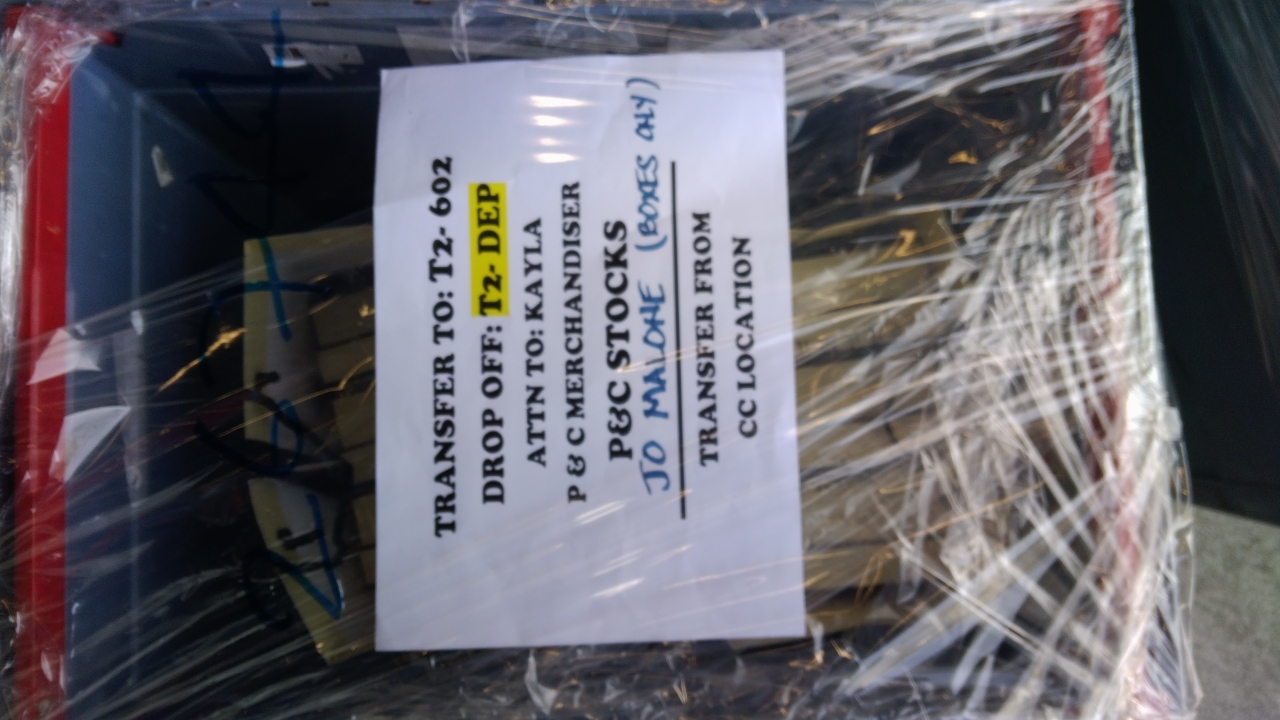 TRANSFER TO: T2- 602
DROP OFF: T2- DEP
ATTN TO: KAYLA
P & C MERCHANDISER
P&C STOCKS
JO MALONE (BOXES ONLY)
TRANSFER FROM
CC LOCATION